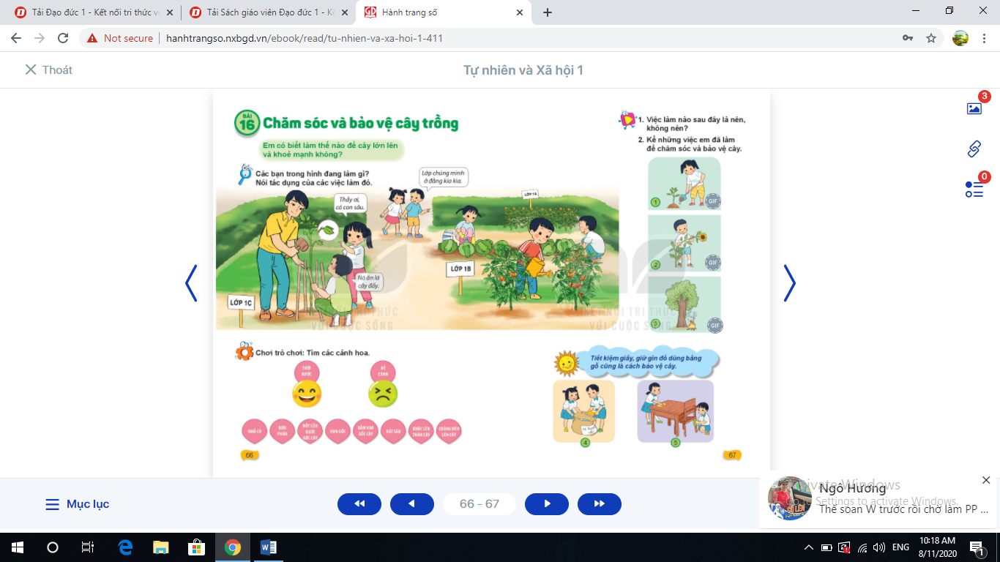 Tải Đạo đức 1 - Kết nối tri thức v
Tải Sách giáo viên Đạo đức 1 - Kê
Hành trang số
Not secure
hanhtrangso.nxbgd.vn/ebook/read/tu-nhien-va-xa-hoi-1-411
Thoát
Tự nhiên và Xã hội 1
3
0
BÀI
16
Chăm sóc và bảo vệ cây trồng
Em có biết làm thế nào để cây lớn lên
và khoẻ mạnh không?
Các bạn trong hình đang làm gì?
Nói tác dụng của các việc làm đó.
Lớp chúng mình
ở đằng kia kìa.
Thầy ơi,
có con sâu.
Nó ăn lá
cây đấy.
LỚP 1A
LỚP 1B
LỚP 1C
KẾT NỐI TRI THỨC
VỚI CUỘC SỐNG
1. Việc làm nào sau đây là nên,
không nên?
2. Kể những việc em đã làm
để chăm sóc và bảo vệ cây.
1
GIF
2
GIF
3
GIF
Chơi trò chơi: Tìm các cánh hoa.
TƯỚI
NƯỚC
BẺ
CÀNH
NHỔ CỎ
BÓN
PHÂN
ĐỐT LỬA
DƯỚI
GỐC CÂY
VUN GỐC
DẪM VÀO
GỐC CÂY
BẮT SÂU
KHẮC LÊN
THÂN CÂY
CHĂNG ĐÈN
LÊN CÂY
Tiết kiệm giấy, giữ gìn đồ dùng bằng
gỗ cũng là cách bảo vệ cây.
4
5
66
67
Mục lục
66 - 67
Activate Windows
Go to Settings to activate Windows.
Ngô Hương
Thế soạn W trước rồi chờ làm PP ...
ENG
10:18 AM
8/11/2020
1